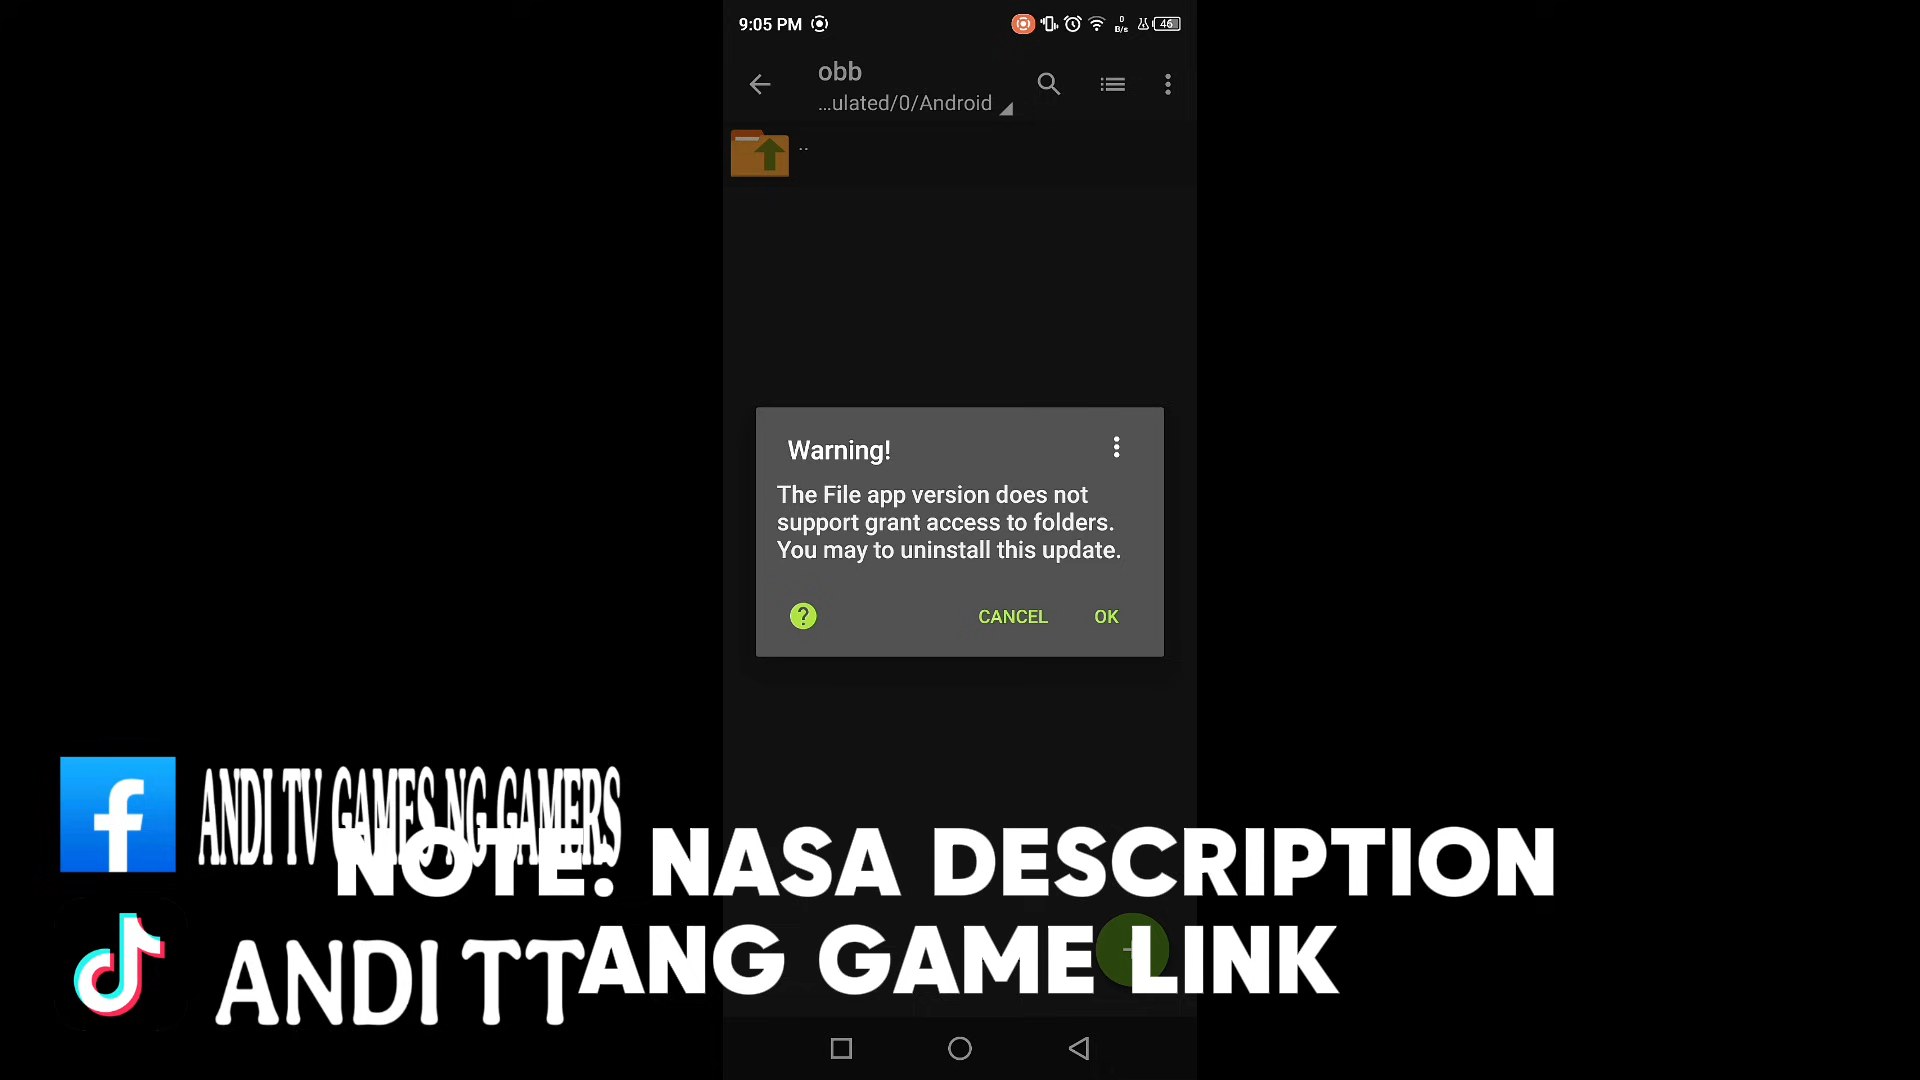 9:05 PM
0
B/s
46
obb
...ulated/0/Android
..
Warning!
The File app version does not
support grant access to folders.
You may to uninstall this update.
?
CANCEL
OK
ANDI TV GAMES NG GAMERS
NOTE: NASA DESCRIPTION
ANG GAME LINK
ANDI TT